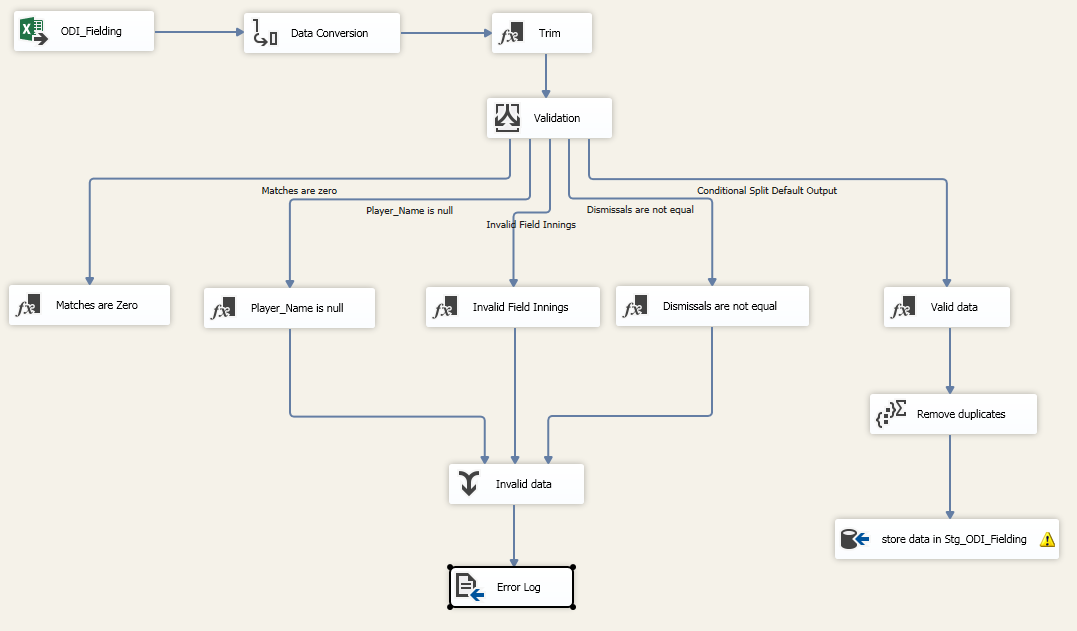 ODI_Fielding
Data Conversion
Trim
Validation
Matches are zero
Conditional Split Default Output
Player_Name is null
Dismissals are not equal
Invalid Field Innings
Matches are Zero
Player_Name is null
Invalid Field Innings
Dismissals are not equal
Valid data
Remove duplicates
Invalid data
store data in Stg_ODI_Fielding
Error Log